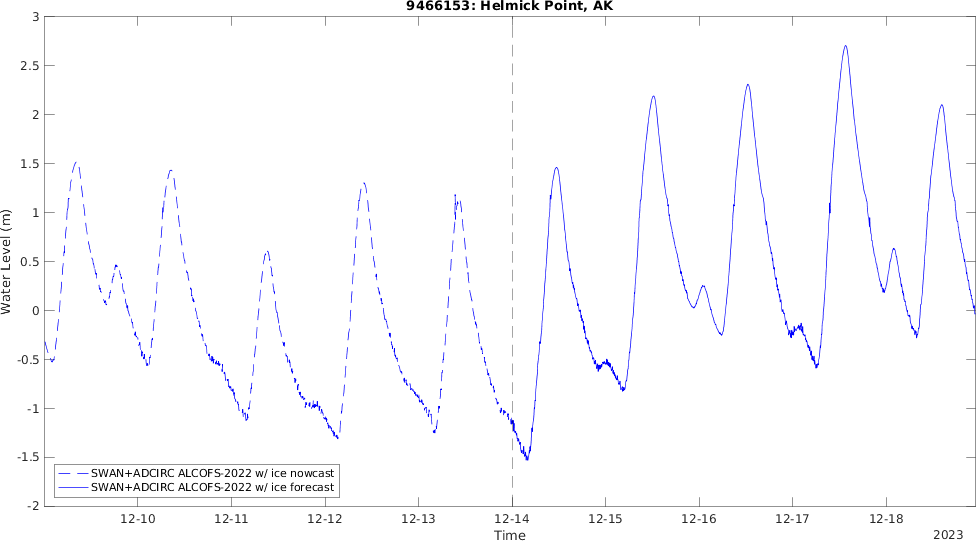 9466153: Helmick Point, AK
3
2.5
2
1.5
1
0.5
0
-0.5
-1
-1.5
-2
Water Level (m)
SWAN+ADCIRC ALCOFS-2022 w/ ice nowcast
SWAN+ADCIRC ALCOFS-2022 w/ ice forecast
12-10 12-11 12-12 12-13 12-14 12-15 12-16 12-17 12-18
Time
2023